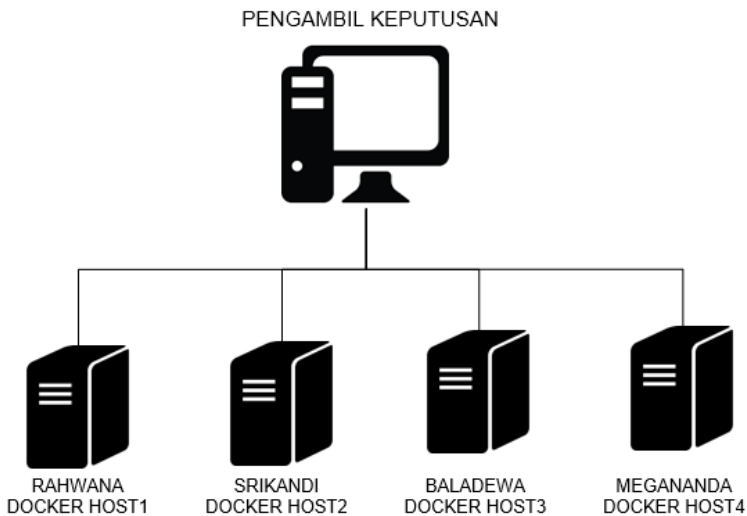 PENGAMBIL KEPUTUSAN
RAHWANA
DOCKER HOST1
SRIKANDI
DOCKER HOST2
BALADEWA
DOCKER HOST3
MEGANANDA
DOCKER HOST4